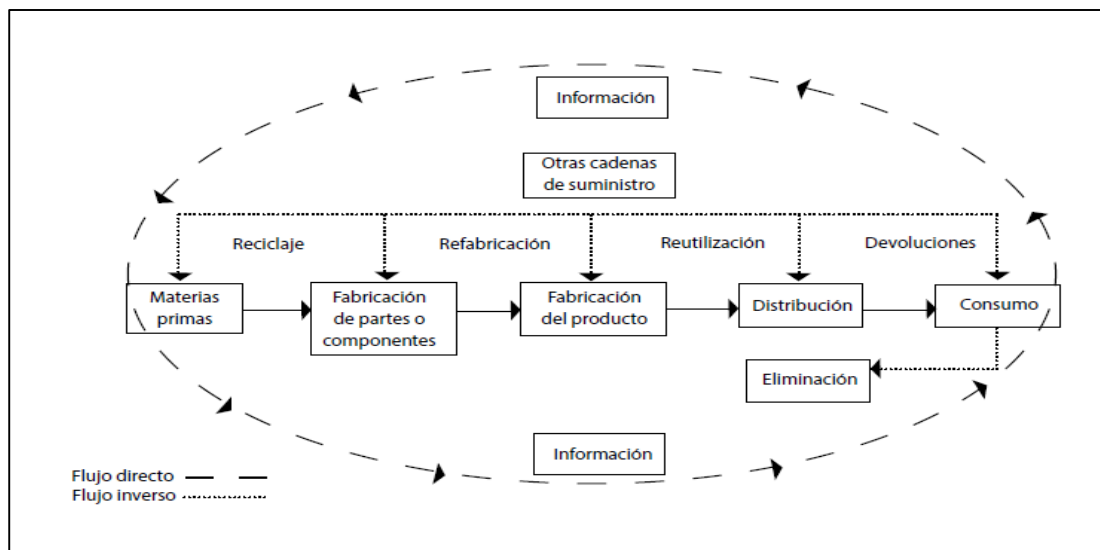 Información
Otras cadenas
de suministro
Reciclaje
Refabricación
Reutilización
Devoluciones
Materias
primas
Fabricación
de partes o
componentes
Fabricación
del producto
Distribución
Consumo
Eliminación
Información
Flujo directo
Flujo inverso